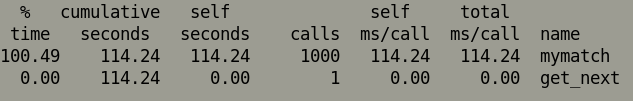 %   cumulative   self              self     total
time   seconds   seconds    calls  ms/call  ms/call  name
100.49    114.24   114.24     1000   114.24   114.24  mymatch
0.00    114.24     0.00        1     0.00     0.00  get_next